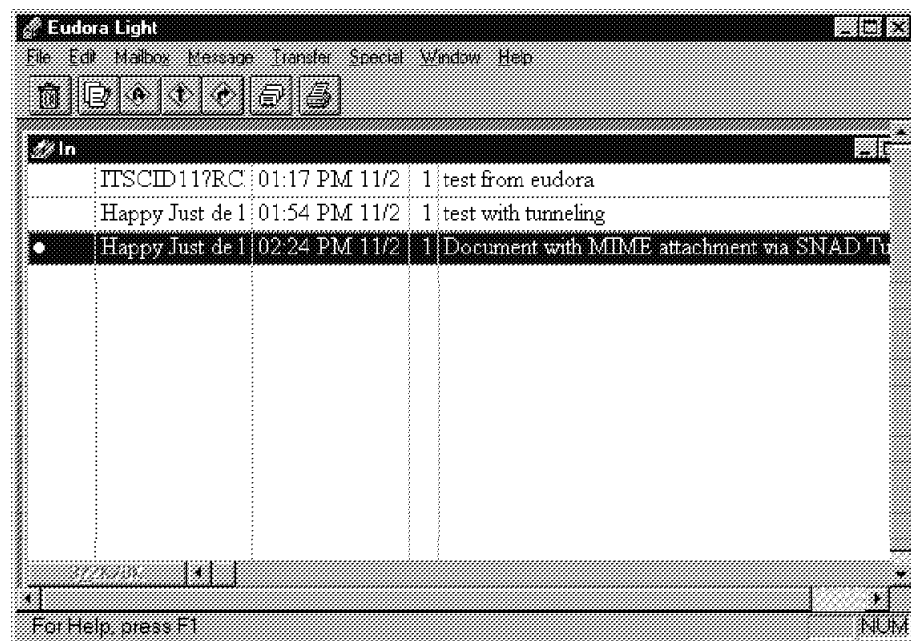 Eudora Light
File Edit Mailbox Message Transfer Special Window Help
In
ITSCID11?RC 01:17 PM 11/2 1 test from eudora
Happy Just de l 01:54 PM 11/2 1 test with tunneling
Happy Just de l 02:24 PM 11/2 1 Document with MIME attachment via SNAD Tu
For Help, press F1 NUM